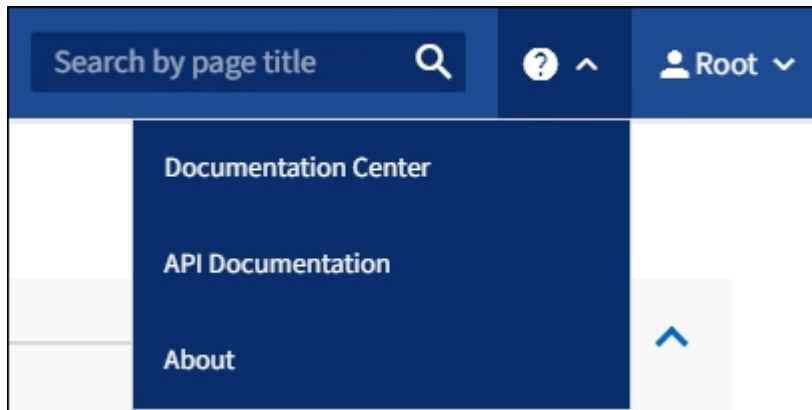 Search by page title
Root
Documentation Center
API Documentation
About